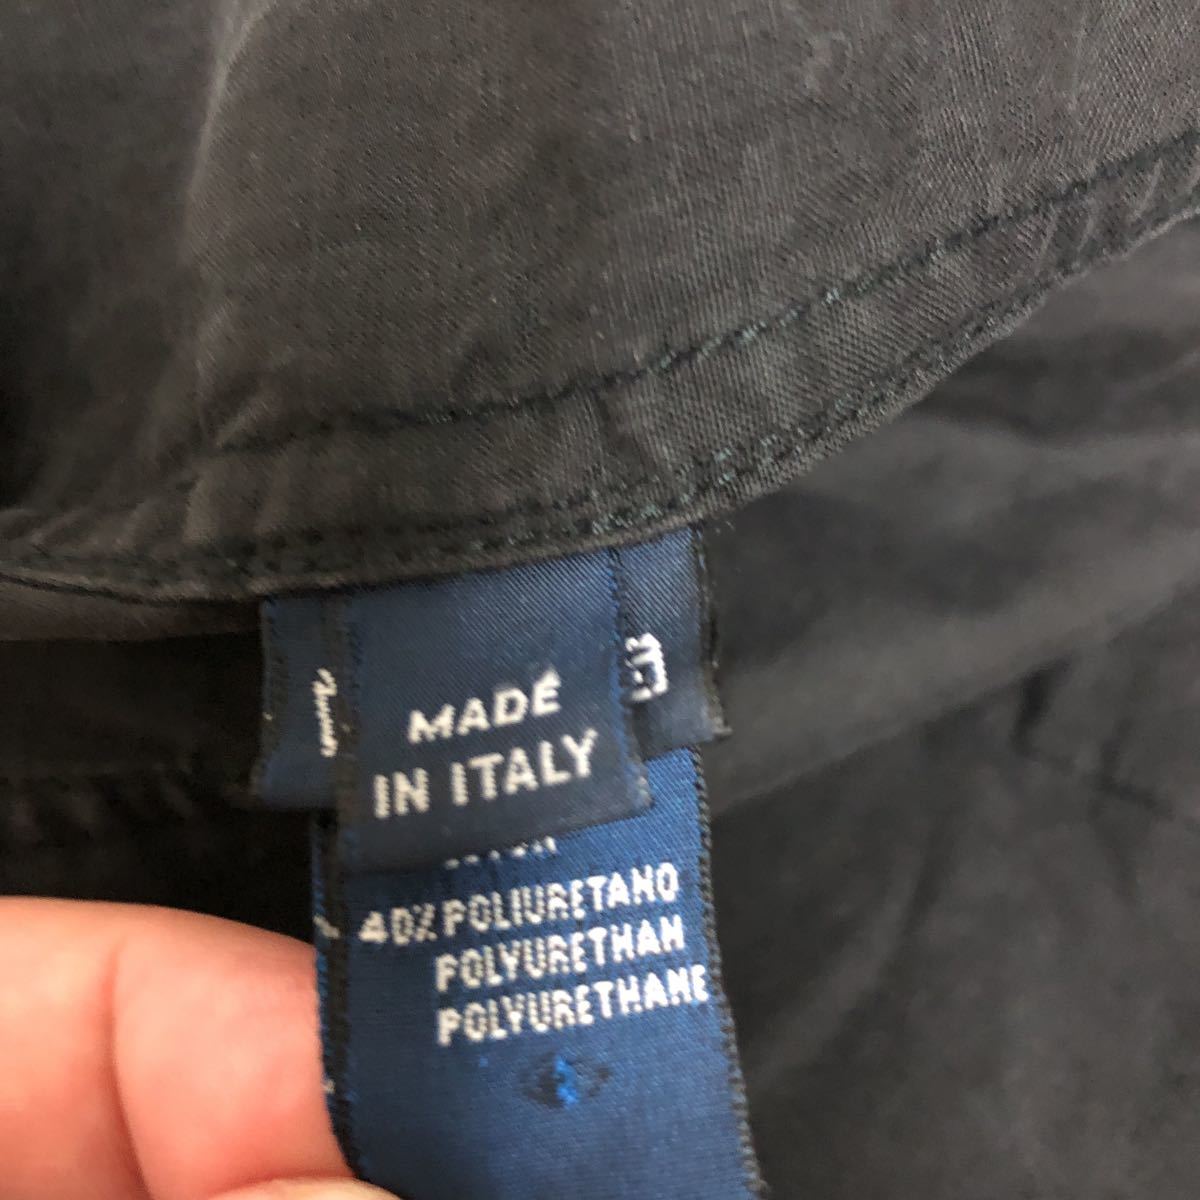 MADE
IN ITALY
40% POLIURETANO
POLYURETHAN
POLYURETHANE